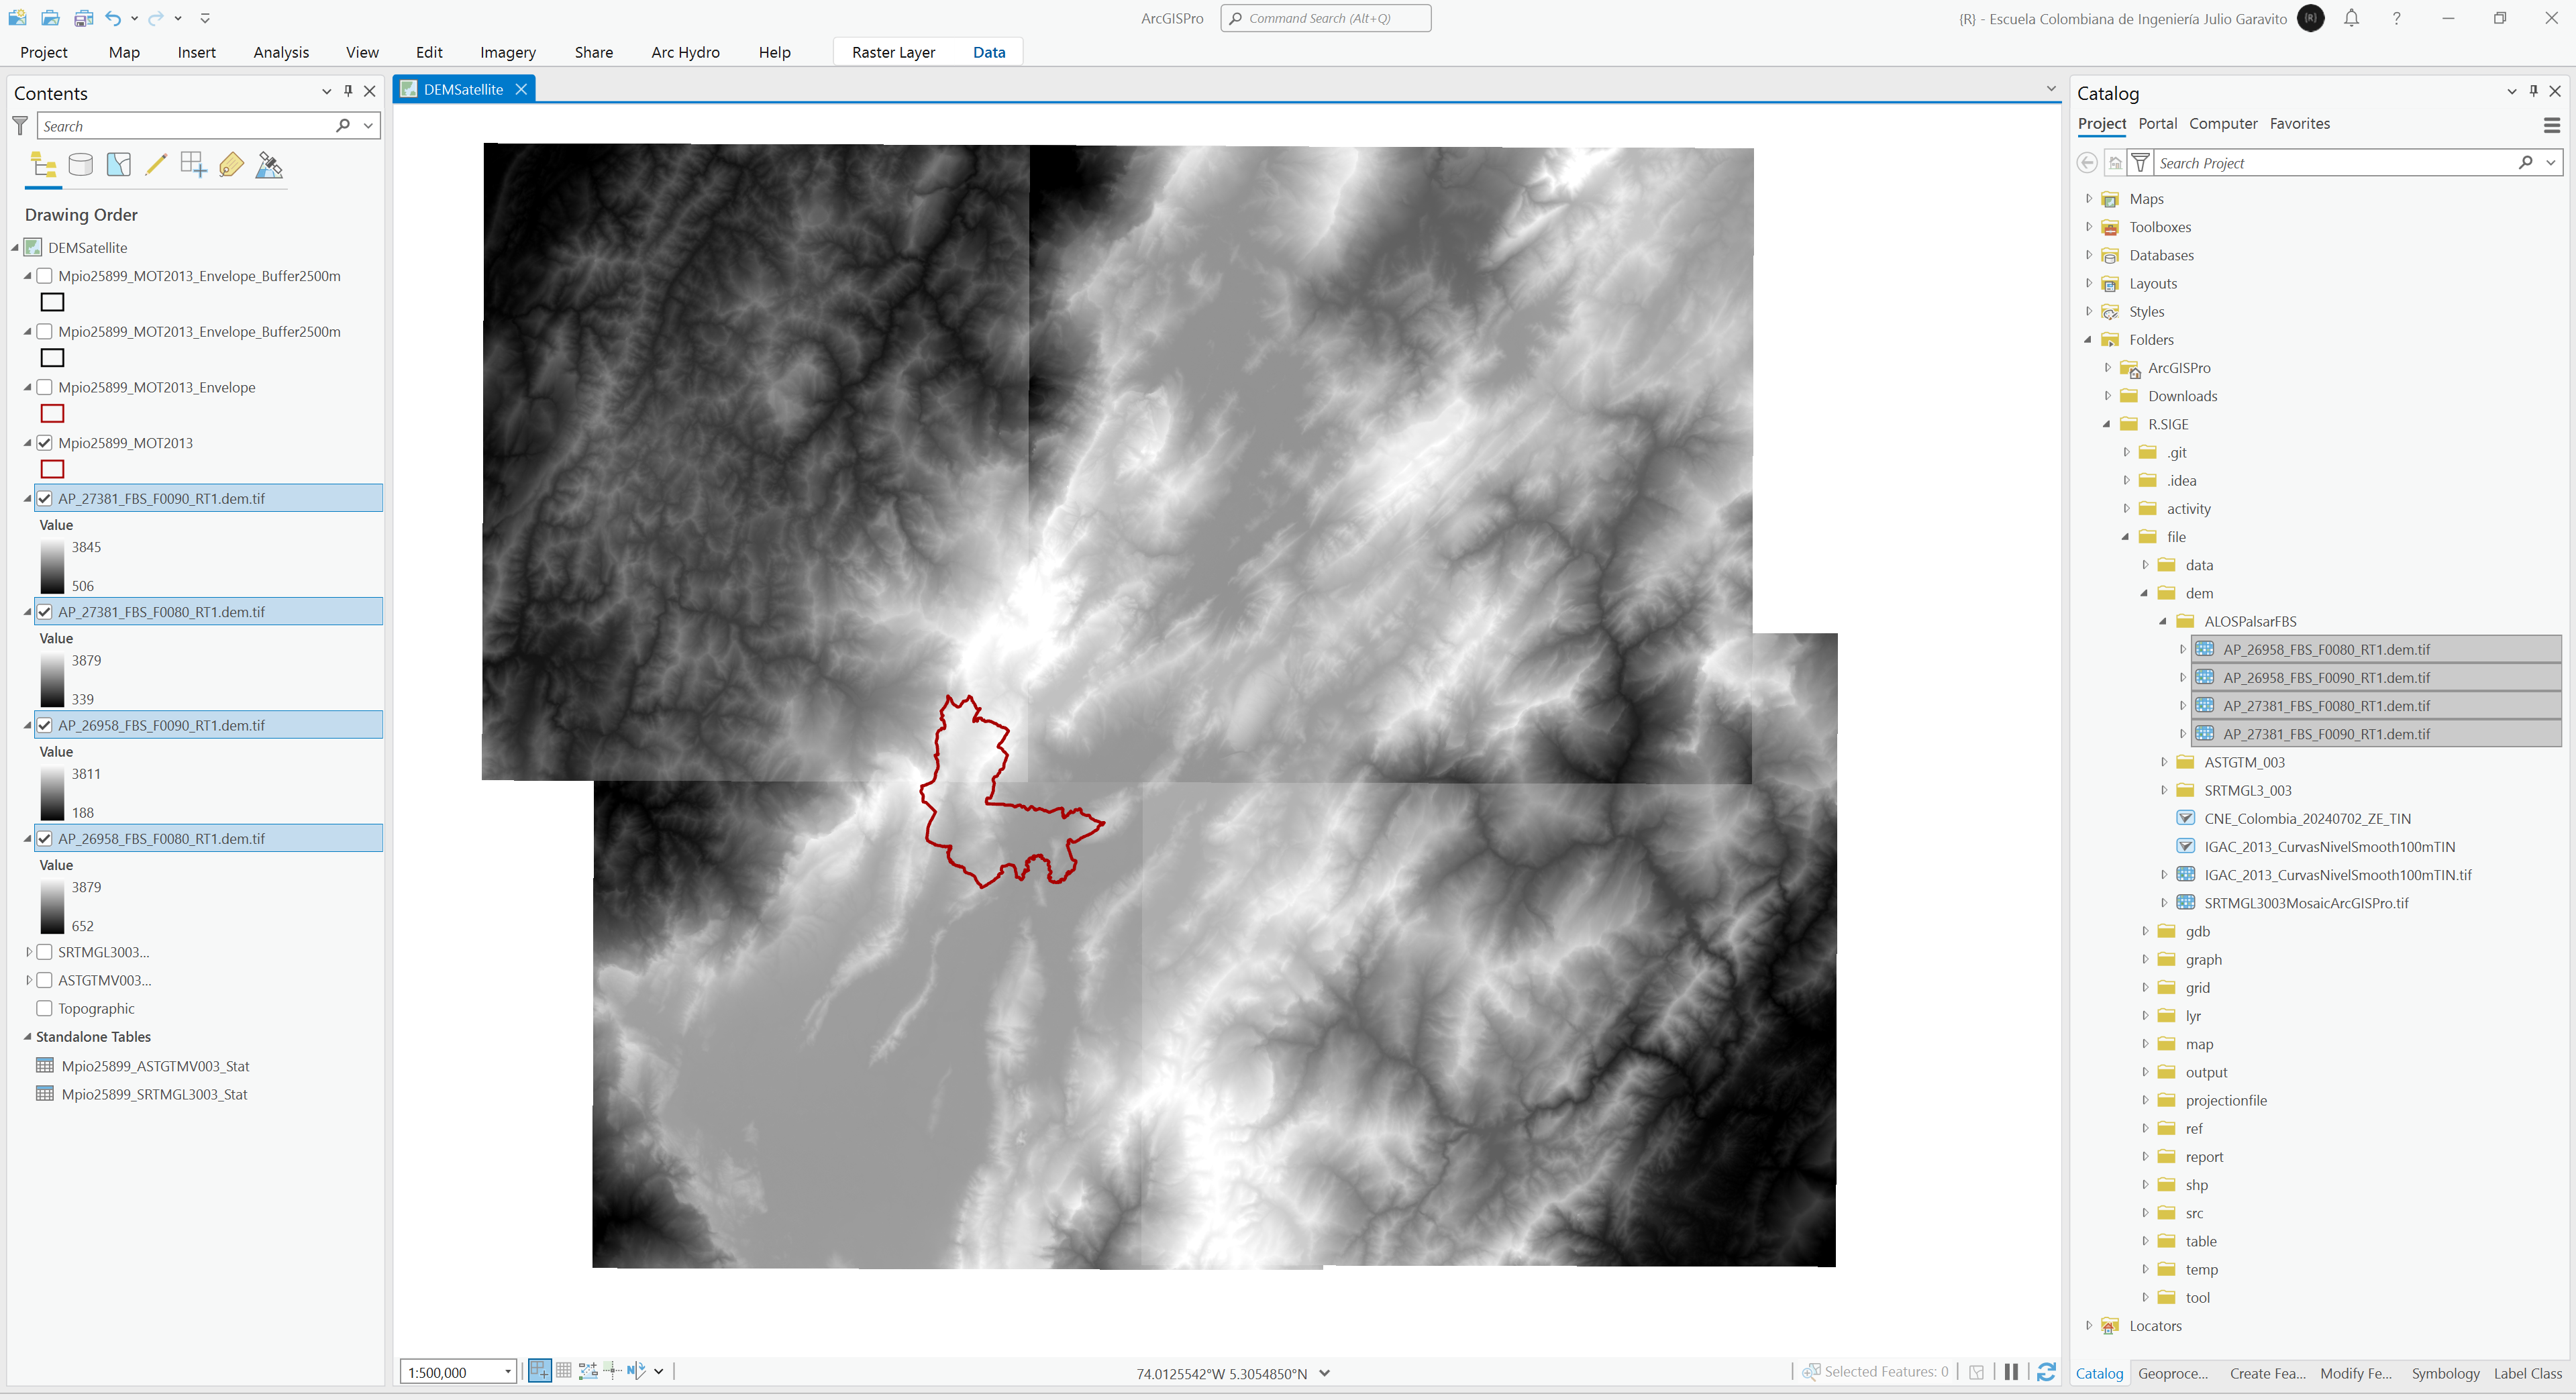 ArcGISPro
Command Search (Alt+Q)
{R} - Escuela Colombiana de Ingeniería Julio Garavito
{R}
?
Project Map Insert Analysis View Edit Imagery Share Arc Hydro Help Raster Layer Data
Contents
Search
Drawing Order
DEMSatellite
Mpio25899_MOT2013_Envelope_Buffer2500m
Mpio25899_MOT2013_Envelope_Buffer2500m
Mpio25899_MOT2013_Envelope
Mpio25899_MOT2013
AP_27381_FBS_F0090_RT1.dem.tif
Value
3845
506
AP_27381_FBS_F0080_RT1.dem.tif
Value
3879
339
AP_26958_FBS_F0090_RT1.dem.tif
Value
3811
188
AP_26958_FBS_F0080_RT1.dem.tif
Value
3879
652
SRTMGL3003...
ASTGTMV003...
Topographic
Standalone Tables
Mpio25899_ASTGTMV003_Stat
Mpio25899_SRTMGL3003_Stat
DEMSatellite
1:500,000
74.0125542°W 5.3054850°N
Selected Features: 0
Catalog
Project Portal Computer Favorites
Search Project
Maps
Toolboxes
Databases
Layouts
Styles
Folders
ArcGISPro
Downloads
R.SIGE
.git
.idea
activity
file
data
dem
ALOSPalsarFBS
AP_26958_FBS_F0080_RT1.dem.tif
AP_26958_FBS_F0090_RT1.dem.tif
AP_27381_FBS_F0080_RT1.dem.tif
AP_27381_FBS_F0090_RT1.dem.tif
ASTGTM_003
SRTMGL3_003
CNE_Colombia_20240702_ZE_TIN
IGAC_2013_CurvasNivelSmooth100mTIN
IGAC_2013_CurvasNivelSmooth100mTIN.tif
SRTMGL3003MosaicArcGISPro.tif
gdb
graph
grid
lyr
map
output
projectionfile
ref
report
shp
src
table
temp
tool
Locators
Catalog Geoproce... Create Fea... Modify Fe... Symbology Label Class